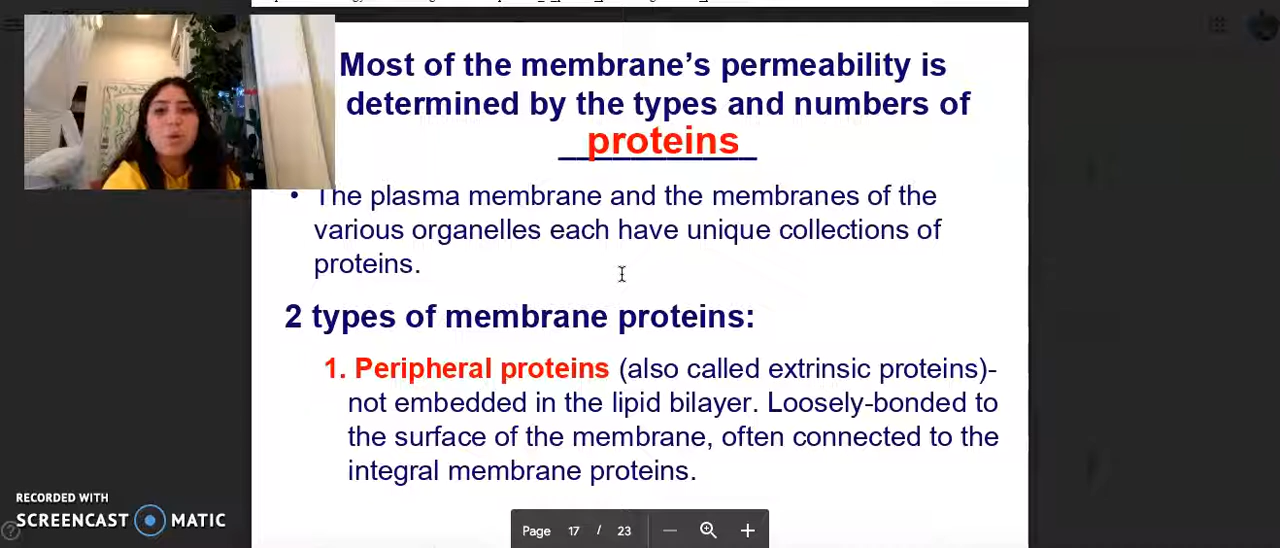 Most of the membrane's permeability is
determined by the types and numbers of
proteins
• The plasma membrane and the membranes of the
various organelles each have unique collections of
proteins.
2 types of membrane proteins:
1. Peripheral proteins (also called extrinsic proteins)-
not embedded in the lipid bilayer. Loosely-bonded to
the surface of the membrane, often connected to the
integral membrane proteins.
RECORDED WITH
SCREENCAST MATIC
Page 17 / 23